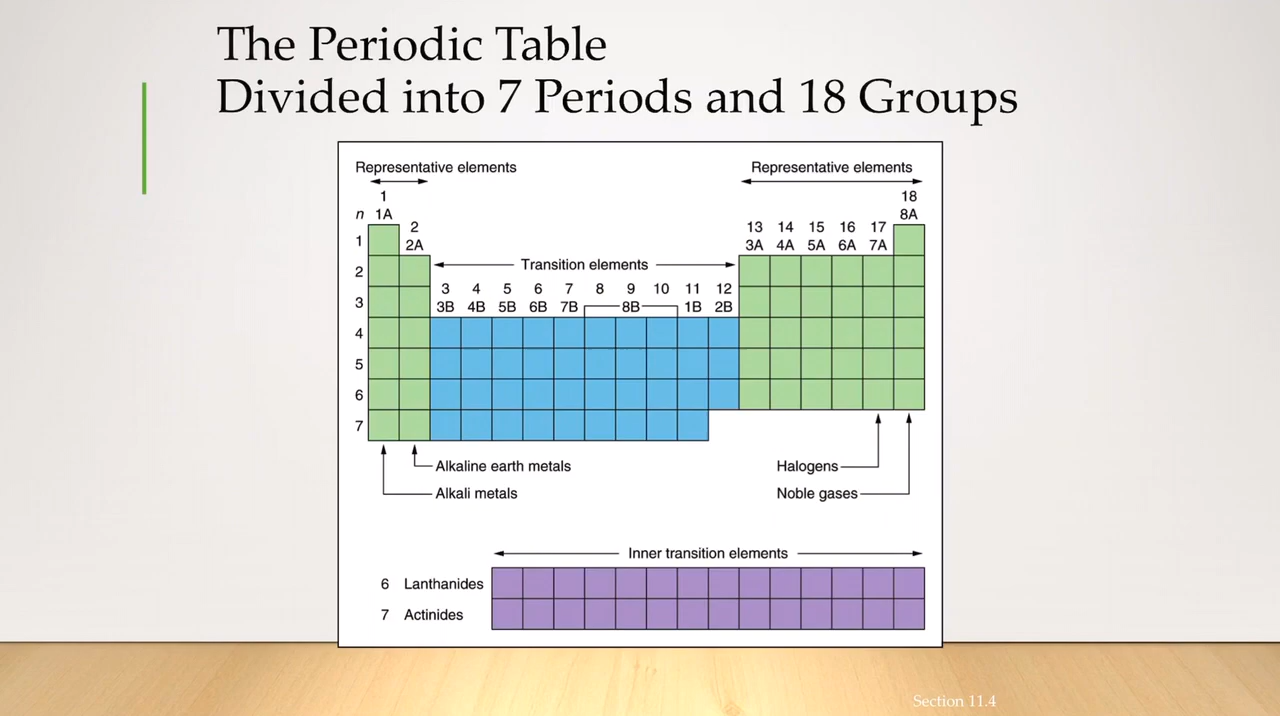 The Periodic Table
Divided into 7 Periods and 18 Groups
Representative elements
Representative elements
1
18
n 1A
8A
2
13 14 15 16 17
1
2A
3A 4A 5A 6A 7A
2
Transition elements
3
3 4 5 6 7 8 9 10 11 12
3B 4B 5B 6B 7B 8B 1B 2B
4
5
6
7
Alkaline earth metals
Halogens
Alkali metals
Noble gases
Inner transition elements
6 Lanthanides
7 Actinides
Section 11.4